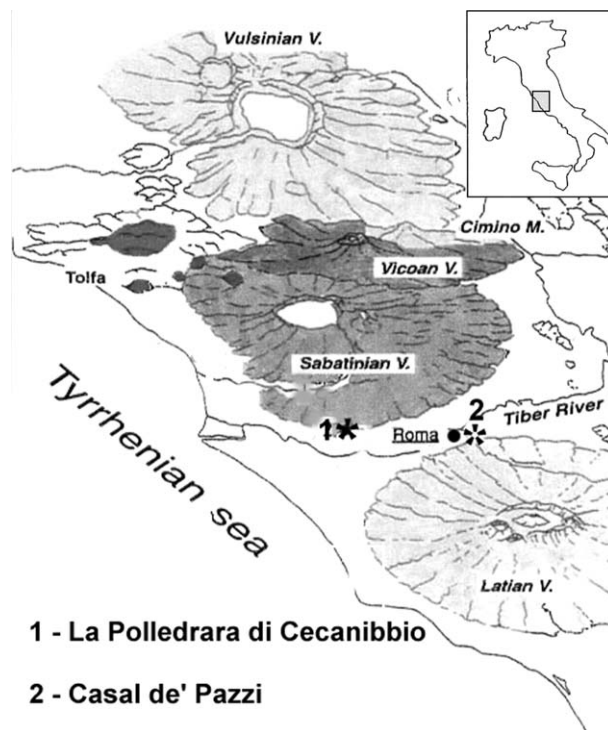 Vulsinian V.
Cimino M.
Vicoan V.
Tolfa
Sabatinian V.
1
2
Tiber River
Roma
Tyrrhenian sea
Latian V.
1 - La Polledrara di Cecanibbio
2 - Casal de' Pazzi